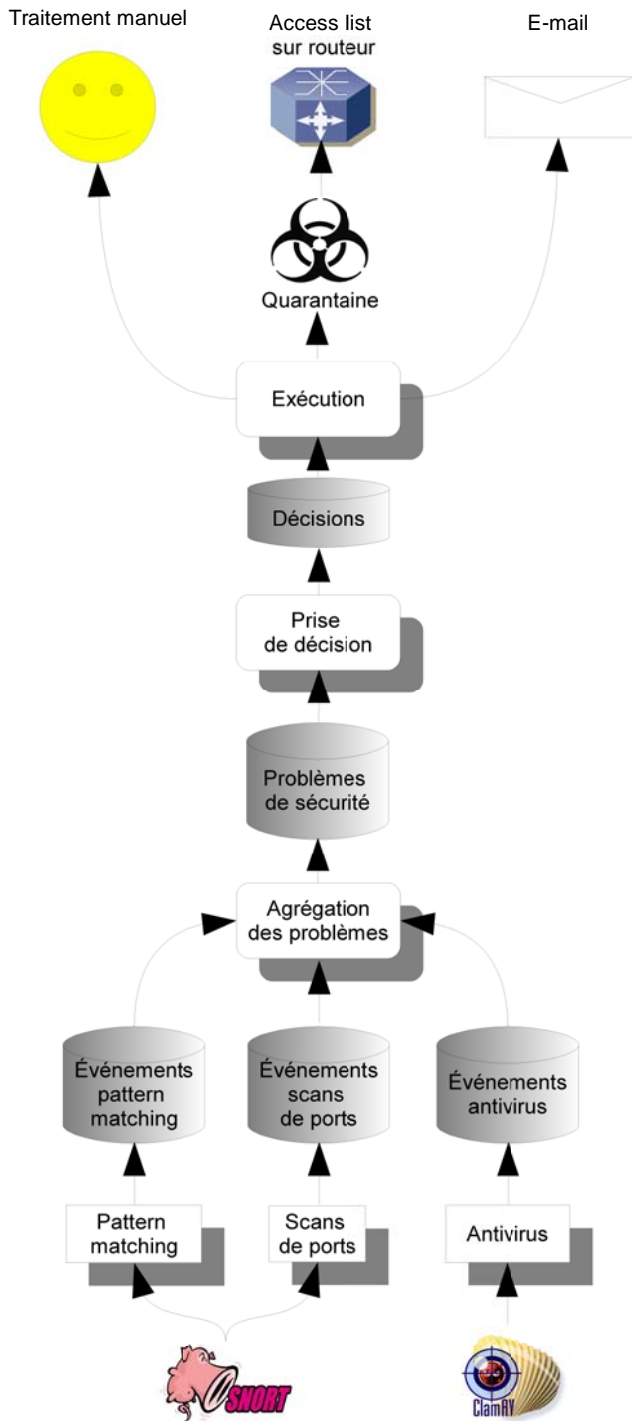 Traitement manuel
Access list
sur routeur
E-mail
Quarantaine
Exécution
Décisions
Prise
de décision
Problèmes
de sécurité
Agrégation
des problèmes
Événements
pattern
matching
Événements
scans
de ports
Événements
antivirus
Pattern
matching
Scans
de ports
Antivirus
SNORT
ClamAV